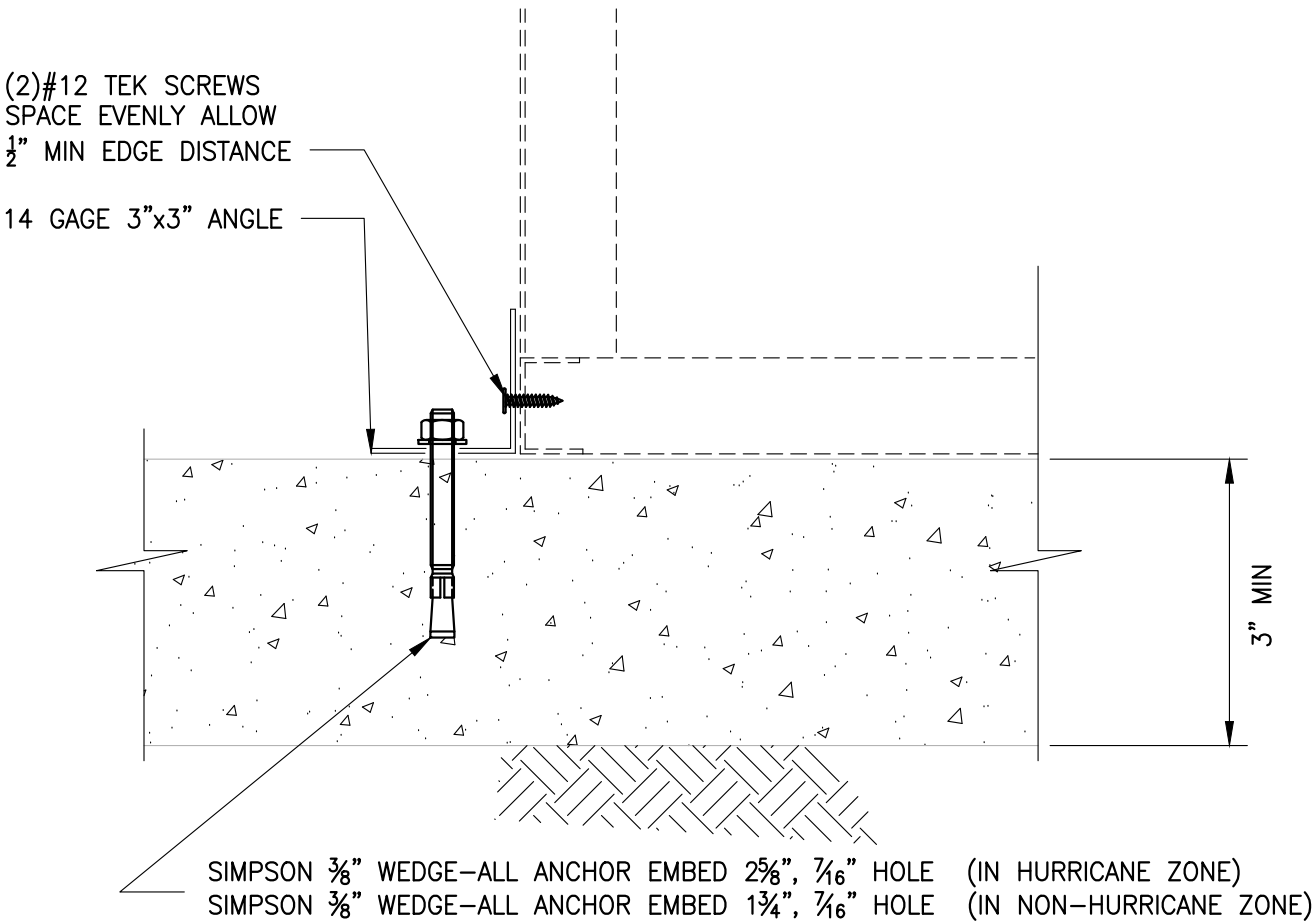 (2)#12 TEK SCREWS
SPACE EVENLY ALLOW
½" MIN EDGE DISTANCE
14 GAGE 3"x3" ANGLE
3" MIN
SIMPSON ⅜" WEDGE-ALL ANCHOR EMBED 2⅝", 7⁄16" HOLE (IN HURRICANE ZONE)
SIMPSON ⅜" WEDGE-ALL ANCHOR EMBED 1¾", 7⁄16" HOLE (IN NON-HURRICANE ZONE)